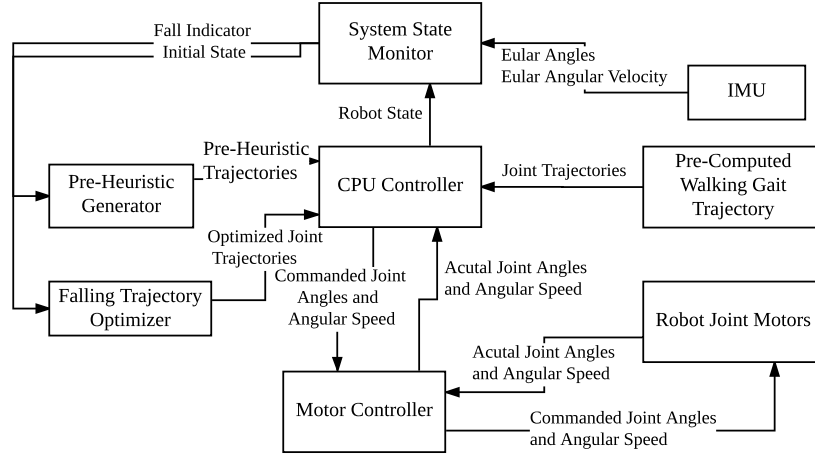 Fall Indicator
Initial State
System State
Monitor
Eular Angles
Eular Angular Velocity
IMU
Robot State
Pre-Heuristic
Trajectories
Pre-Heuristic
Generator
CPU Controller
Joint Trajectories
Pre-Computed
Walking Gait
Trajectory
Optimized Joint
Trajectories
Commanded Joint
Angles and
Angular Speed
Acutal Joint Angles
and Angular Speed
Falling Trajectory
Optimizer
Robot Joint Motors
Acutal Joint Angles
and Angular Speed
Motor Controller
Commanded Joint Angles
and Angular Speed